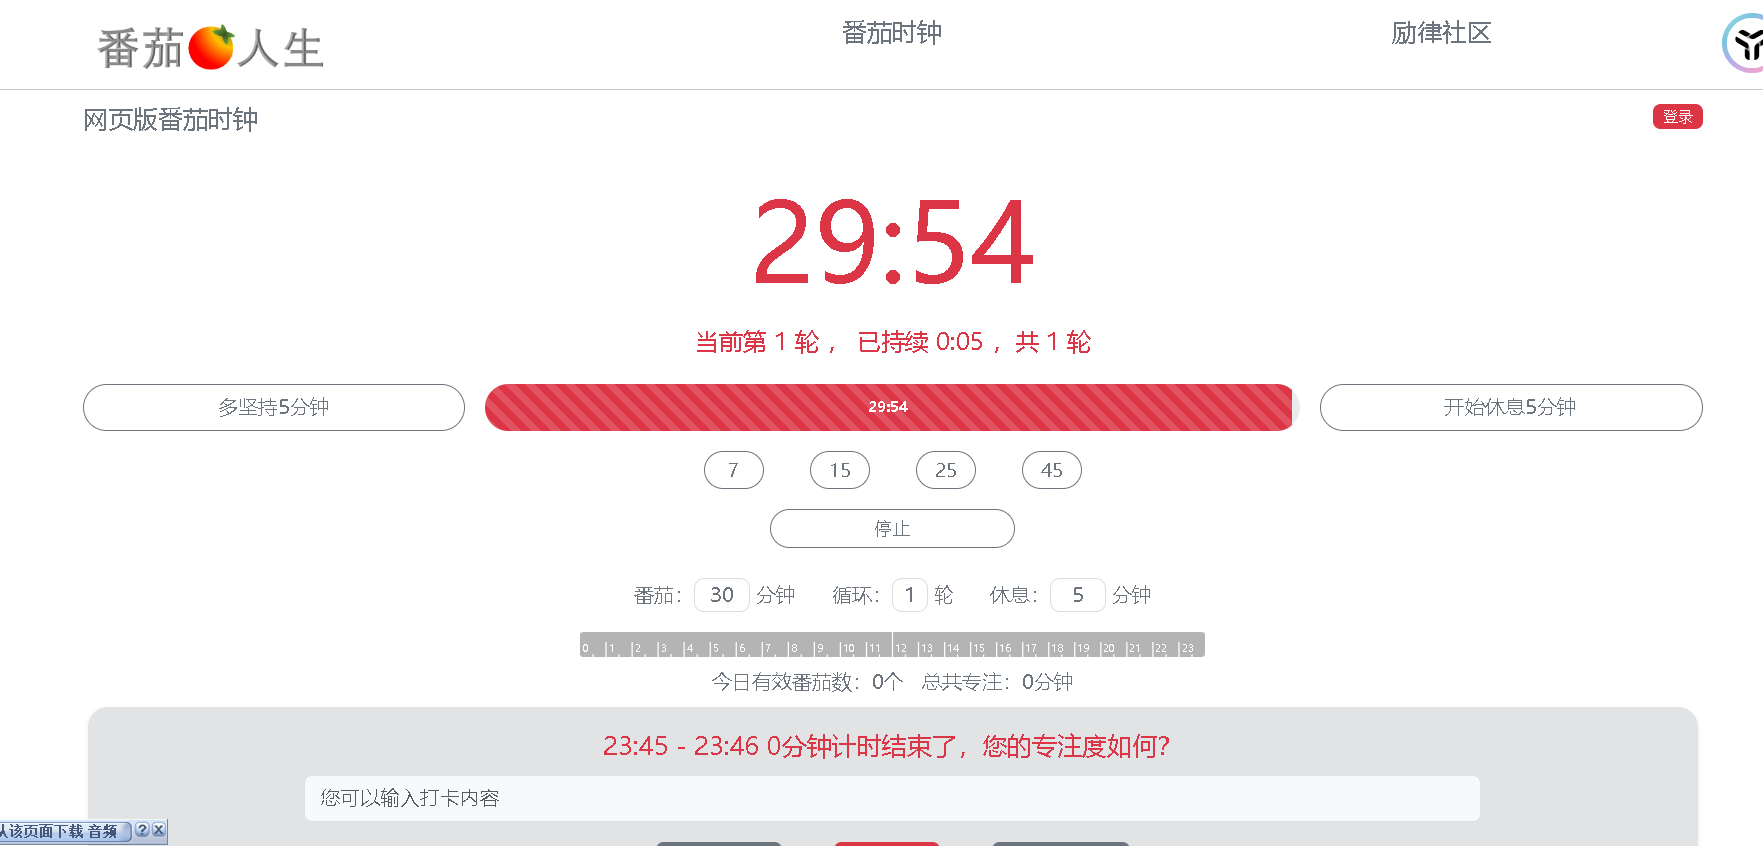 番茄人生
番茄时钟
励律社区
网页版番茄时钟
登录
29:54
当前第 1 轮 ， 已持续 0:05 ，共 1 轮
多坚持5分钟
29:54
开始休息5分钟
7 15 25 45
停止
番茄： 30 分钟 循环： 1 轮 休息： 5 分钟
0 1 2 3 4 5 6 7 8 9 10 11 12 13 14 15 16 17 18 19 20 21 22 23
今日有效番茄数：0个 总共专注：0分钟
23:45 - 23:46 0分钟计时结束了，您的专注度如何？
您可以输入打卡内容
从该页面下载 音频 ? X